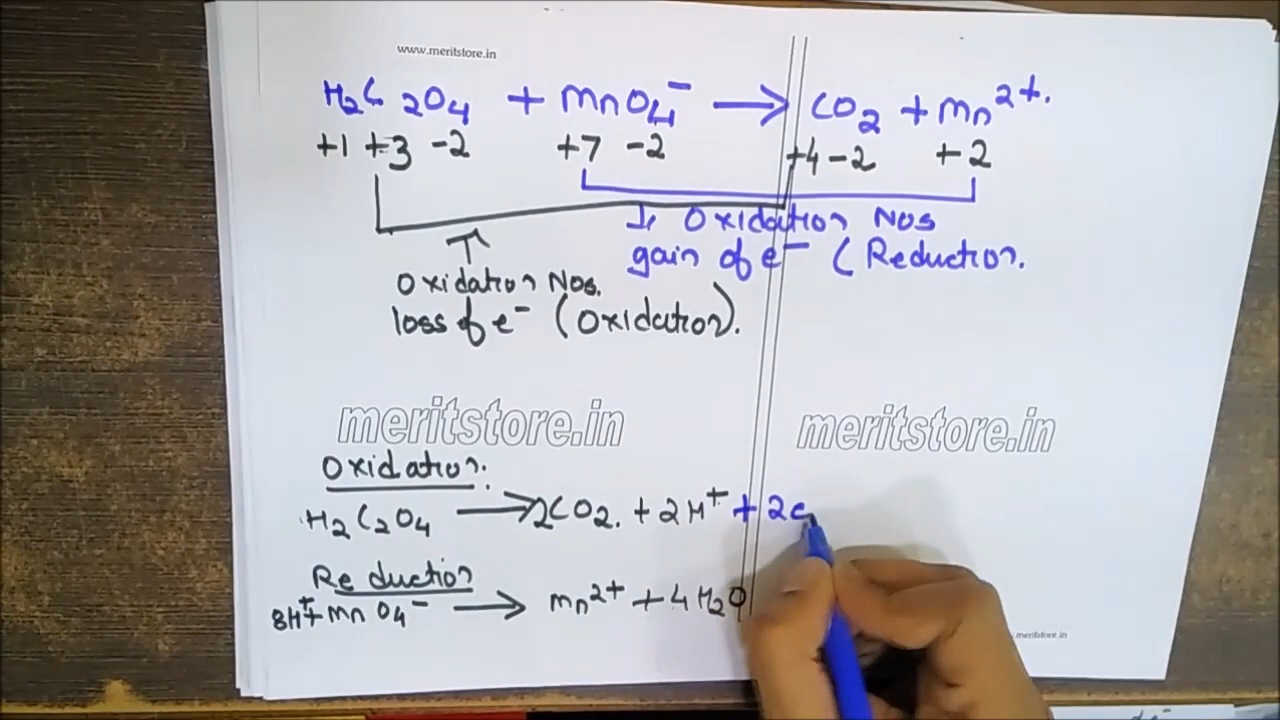 www.meritstore.in
H₂C₂O₄ + MnO₄⁻ → CO₂ + Mn²⁺.
+1 +3 -2 +7 -2 +4 -2 +2
↓ Oxidation Nos
gain of e⁻ (Reduction.
↑ Oxidation Nos.
loss of e⁻ (Oxidation).
meritstore.in meritstore.in
Oxidation.
H₂C₂O₄ → 2CO₂. + 2H⁺ + 2e
Reduction
8H⁺ + MnO₄⁻ → Mn²⁺ + 4H₂O
meritstore.in